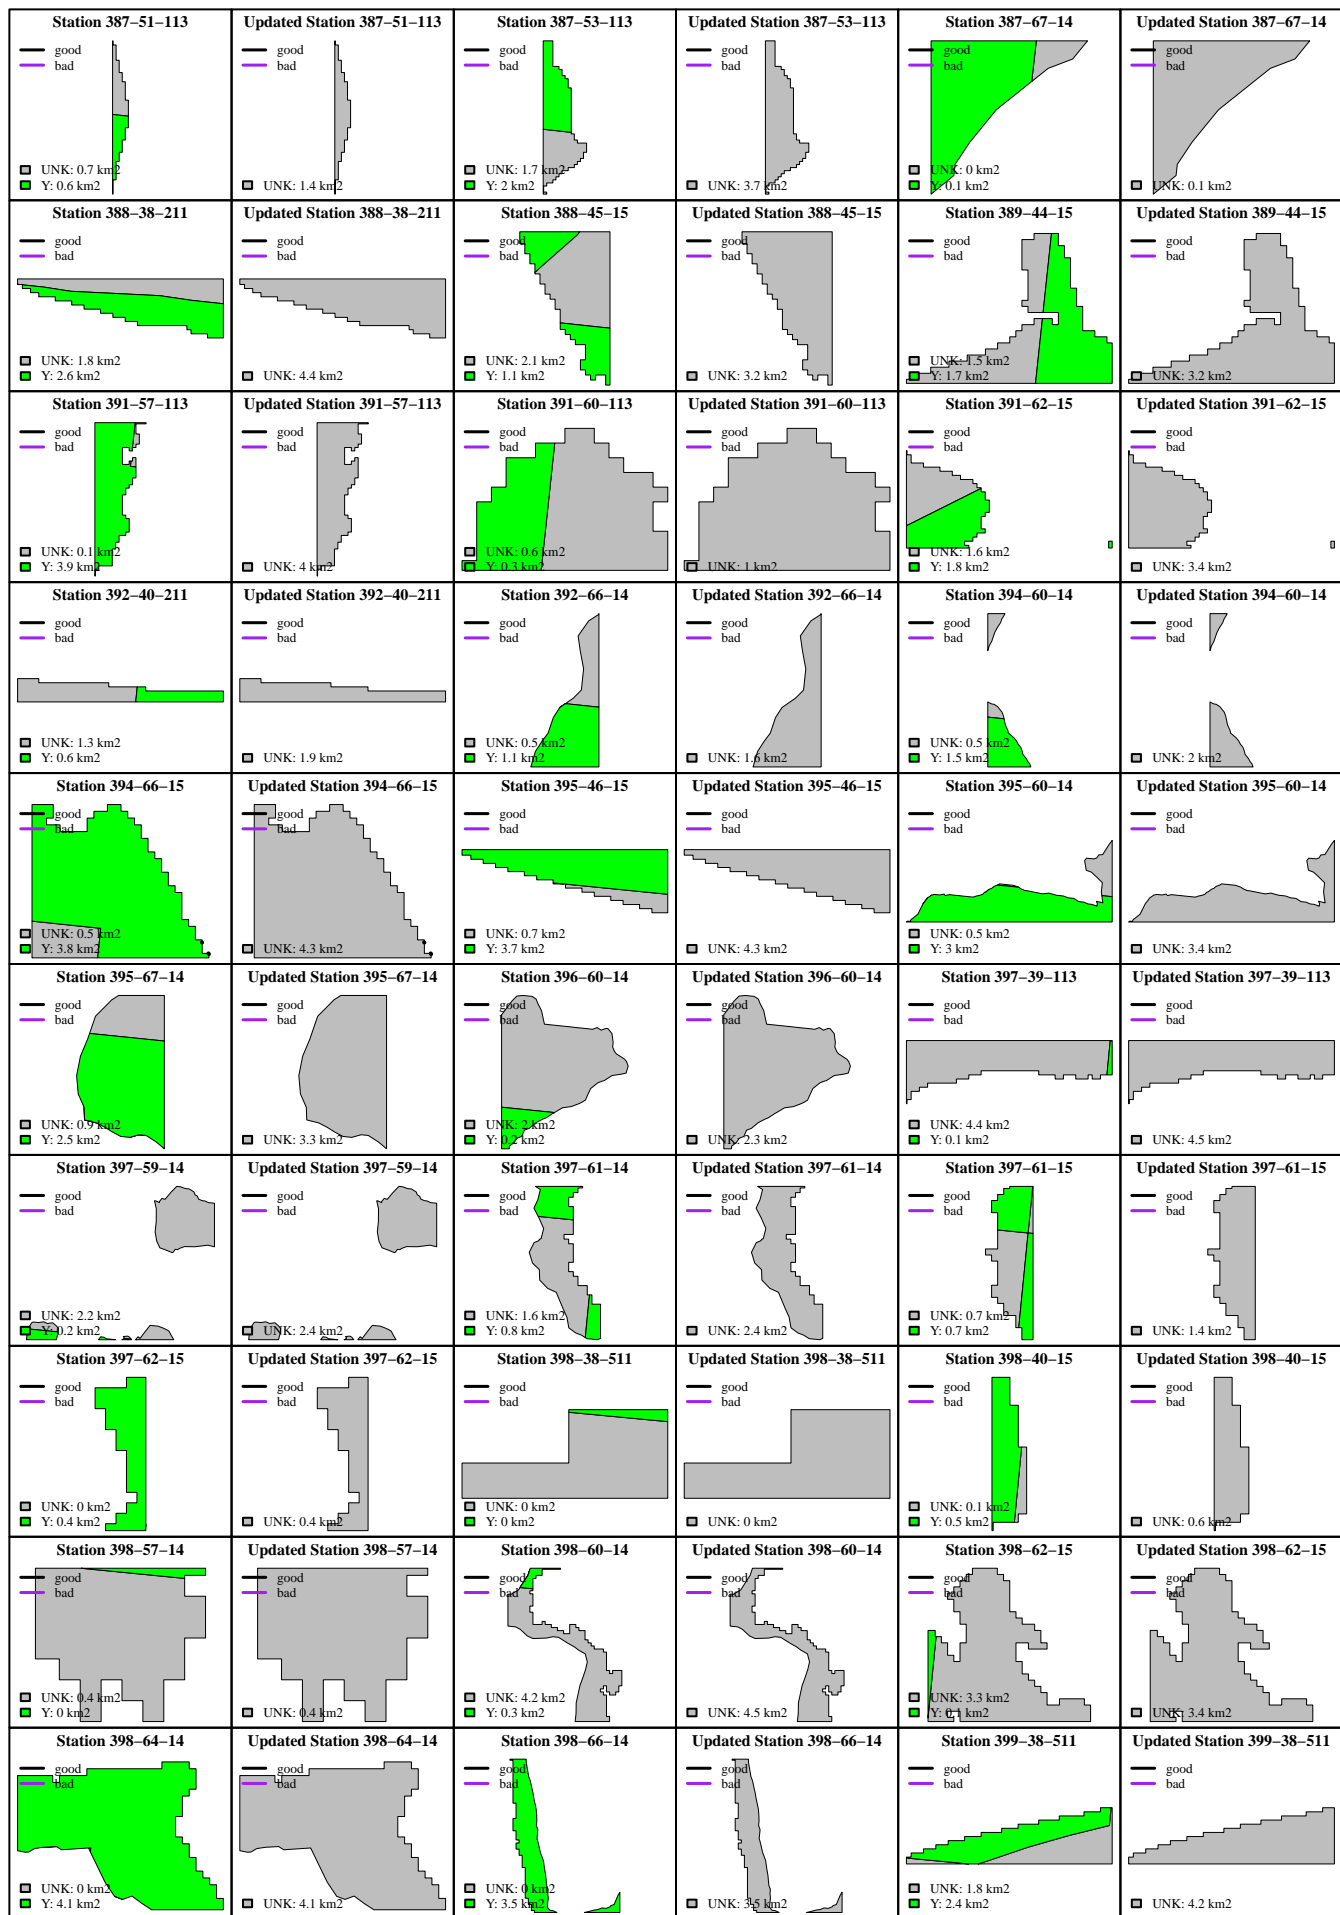 Station 387−51−113
good
bad
UNK: 0.7 km2
Y: 0.6 km2
Updated Station 387−51−113
good
bad
UNK: 1.4 km2
Station 387−53−113
good
bad
UNK: 1.7 km2
Y: 2 km2
Updated Station 387−53−113
good
bad
UNK: 3.7 km2
Station 387−67−14
good
bad
UNK: 0 km2
Y: 0.1 km2
Updated Station 387−67−14
good
bad
UNK: 0.1 km2
Station 388−38−211
good
bad
UNK: 1.8 km2
Y: 2.6 km2
Updated Station 388−38−211
good
bad
UNK: 4.4 km2
Station 388−45−15
good
bad
UNK: 2.1 km2
Y: 1.1 km2
Updated Station 388−45−15
good
bad
UNK: 3.2 km2
Station 389−44−15
good
bad
UNK: 1.5 km2
Y: 1.7 km2
Updated Station 389−44−15
good
bad
UNK: 3.2 km2
Station 391−57−113
good
bad
UNK: 0.1 km2
Y: 3.9 km2
Updated Station 391−57−113
good
bad
UNK: 4 km2
Station 391−60−113
good
bad
UNK: 0.6 km2
Y: 0.3 km2
Updated Station 391−60−113
good
bad
UNK: 1 km2
Station 391−62−15
good
bad
UNK: 1.6 km2
Y: 1.8 km2
Updated Station 391−62−15
good
bad
UNK: 3.4 km2
Station 392−40−211
good
bad
UNK: 1.3 km2
Y: 0.6 km2
Updated Station 392−40−211
good
bad
UNK: 1.9 km2
Station 392−66−14
good
bad
UNK: 0.5 km2
Y: 1.1 km2
Updated Station 392−66−14
good
bad
UNK: 1.6 km2
Station 394−60−14
good
bad
UNK: 0.5 km2
Y: 1.5 km2
Updated Station 394−60−14
good
bad
UNK: 2 km2
Station 394−66−15
good
bad
UNK: 0.5 km2
Y: 3.8 km2
Updated Station 394−66−15
good
bad
UNK: 4.3 km2
Station 395−46−15
good
bad
UNK: 0.7 km2
Y: 3.7 km2
Updated Station 395−46−15
good
bad
UNK: 4.3 km2
Station 395−60−14
good
bad
UNK: 0.5 km2
Y: 3 km2
Updated Station 395−60−14
good
bad
UNK: 3.4 km2
Station 395−67−14
good
bad
UNK: 0.9 km2
Y: 2.5 km2
Updated Station 395−67−14
good
bad
UNK: 3.3 km2
Station 396−60−14
good
bad
UNK: 2 km2
Y: 0.2 km2
Updated Station 396−60−14
good
bad
UNK: 2.3 km2
Station 397−39−113
good
bad
UNK: 4.4 km2
Y: 0.1 km2
Updated Station 397−39−113
good
bad
UNK: 4.5 km2
Station 397−59−14
good
bad
UNK: 2.2 km2
Y: 0.2 km2
Updated Station 397−59−14
good
bad
UNK: 2.4 km2
Station 397−61−14
good
bad
UNK: 1.6 km2
Y: 0.8 km2
Updated Station 397−61−14
good
bad
UNK: 2.4 km2
Station 397−61−15
good
bad
UNK: 0.7 km2
Y: 0.7 km2
Updated Station 397−61−15
good
bad
UNK: 1.4 km2
Station 397−62−15
good
bad
UNK: 0 km2
Y: 0.4 km2
Updated Station 397−62−15
good
bad
UNK: 0.4 km2
Station 398−38−511
good
bad
UNK: 0 km2
Y: 0 km2
Updated Station 398−38−511
good
bad
UNK: 0 km2
Station 398−40−15
good
bad
UNK: 0.1 km2
Y: 0.5 km2
Updated Station 398−40−15
good
bad
UNK: 0.6 km2
Station 398−57−14
good
bad
UNK: 0.4 km2
Y: 0 km2
Updated Station 398−57−14
good
bad
UNK: 0.4 km2
Station 398−60−14
good
bad
UNK: 4.2 km2
Y: 0.3 km2
Updated Station 398−60−14
good
bad
UNK: 4.5 km2
Station 398−62−15
good
bad
UNK: 3.3 km2
Y: 0.1 km2
Updated Station 398−62−15
good
bad
UNK: 3.4 km2
Station 398−64−14
good
bad
UNK: 0 km2
Y: 4.1 km2
Updated Station 398−64−14
good
bad
UNK: 4.1 km2
Station 398−66−14
good
bad
UNK: 0 km2
Y: 3.5 km2
Updated Station 398−66−14
good
bad
UNK: 3.5 km2
Station 399−38−511
good
bad
UNK: 1.8 km2
Y: 2.4 km2
Updated Station 399−38−511
good
bad
UNK: 4.2 km2